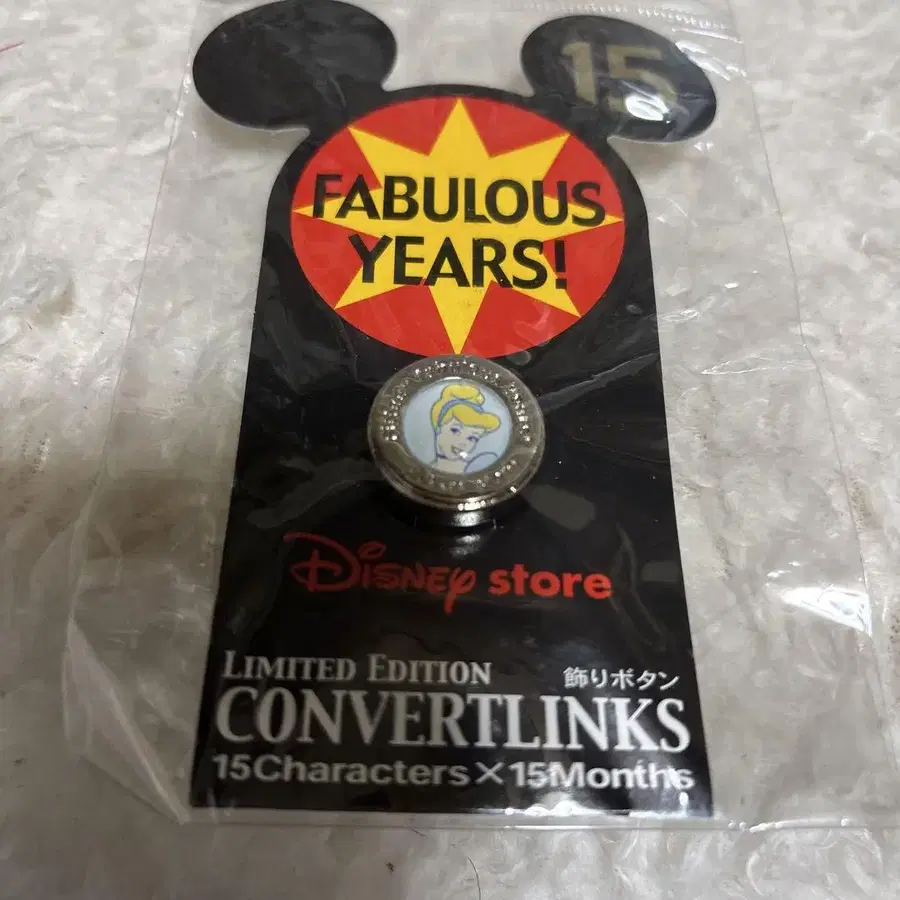 15
FABULOUS
YEARS!
Disney store
LIMITED EDITION
飾りボタン
CONVERTLINKS
15Characters×15Months